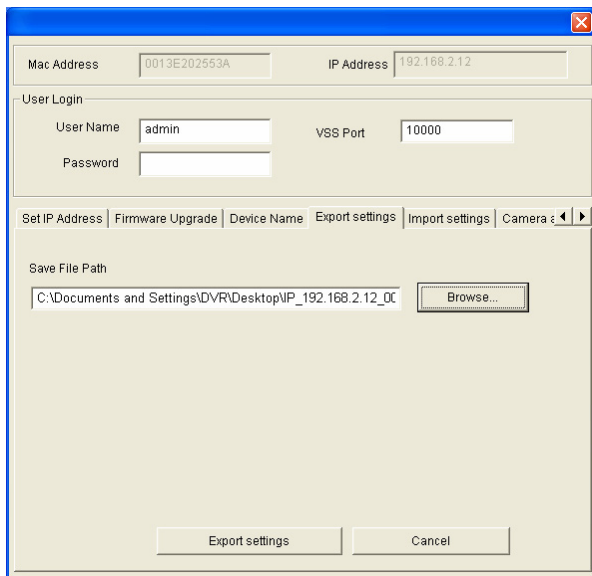 Mac Address 0013E202553A IP Address 192.168.2.12
User Login
User Name admin VSS Port 10000
Password
Set IP Address Firmware Upgrade Device Name Export settings Import settings Camera a
Save File Path
C:\Documents and Settings\DVR\Desktop\IP_192.168.2.12_00 Browse...
Export settings Cancel